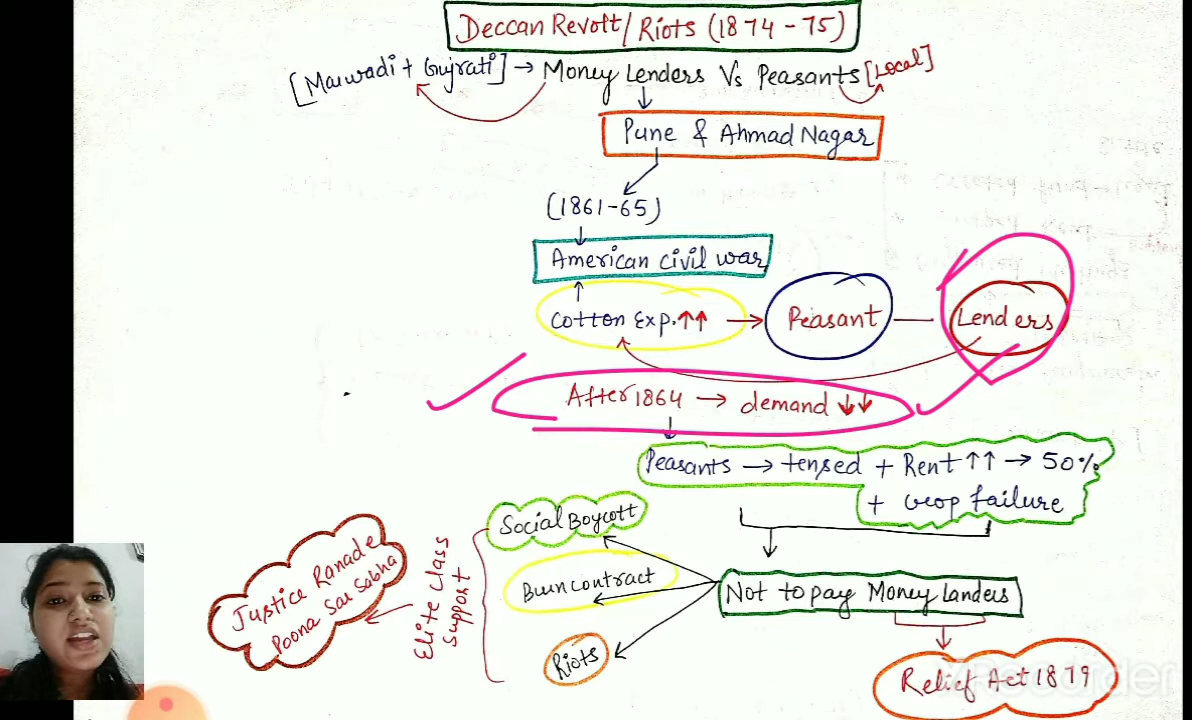 Deccan Revolt/Riots (1874-75)
[Marwadi + Gujrati] → Money Lenders Vs Peasants [Local]
Pune & Ahmad Nagar
(1861-65)
American civil war
Cotton Exp.↑↑ → Peasant — Lenders
After 1864 → demand ↓↓
Peasants → tensed + Rent ↑↑ → 50%
+ crop failure
Social Boycott
Burn contract
Riots
Not to pay Money Landers
Relief Act 1879
Elite Class
Support
Justice Ranade
Poona Sar Sabha
XRecorder